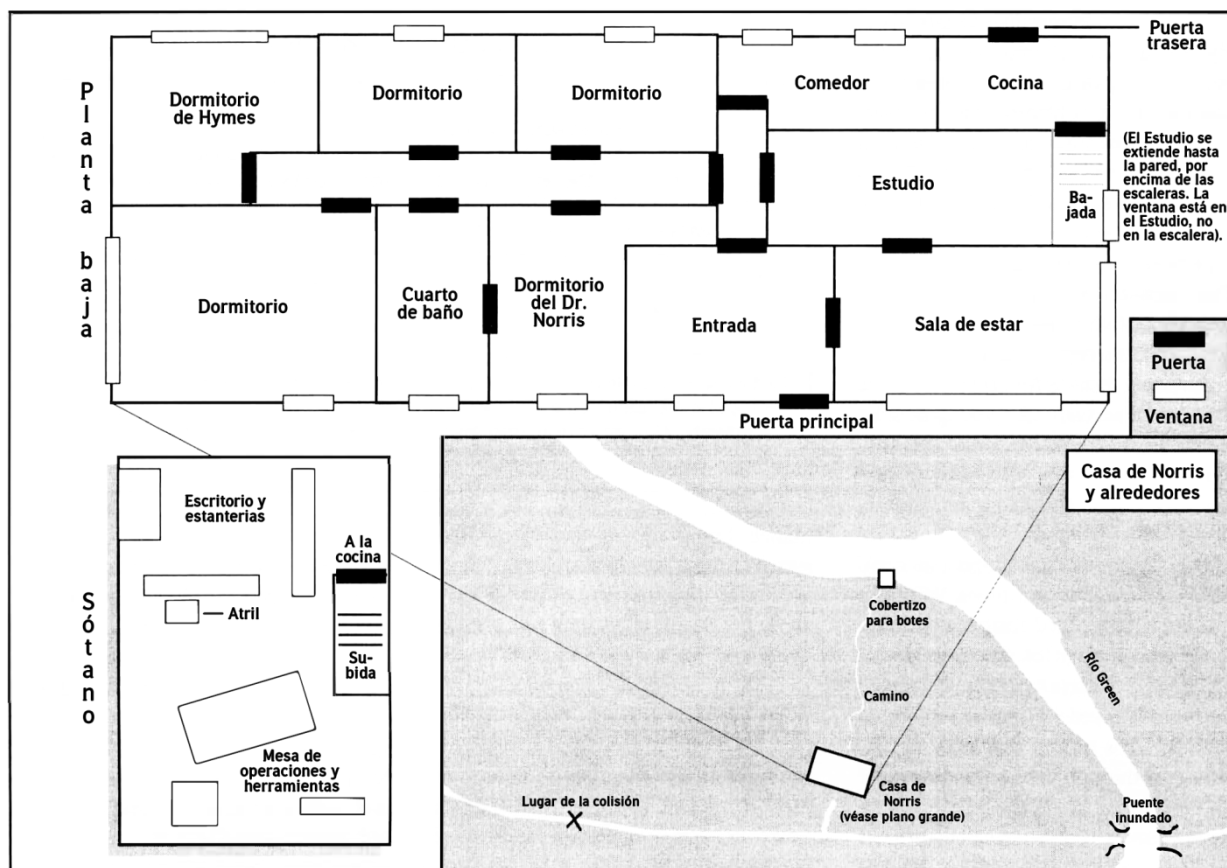 Planta baja
Puerta
trasera
Dormitorio
de Hymes
Dormitorio
Dormitorio
Comedor
Cocina
(El Estudio se
extiende hasta
la pared, por
encima de las
escaleras. La
ventana está en
el Estudio, no
en la escalera).
Estudio
Ba-
jada
Dormitorio
Cuarto
de baño
Dormitorio
del Dr.
Norris
Entrada
Sala de estar
Puerta principal
Puerta
Ventana
Sótano
Escritorio y
estanterias
A la
cocina
Atril
Su-
bida
Mesa de
operaciones y
herramientas
Casa de Norris
y alrededores
Cobertizo
para botes
Río Green
Camino
Lugar de la colisión
Casa de
Norris
(véase plano grande)
Puente
inundado